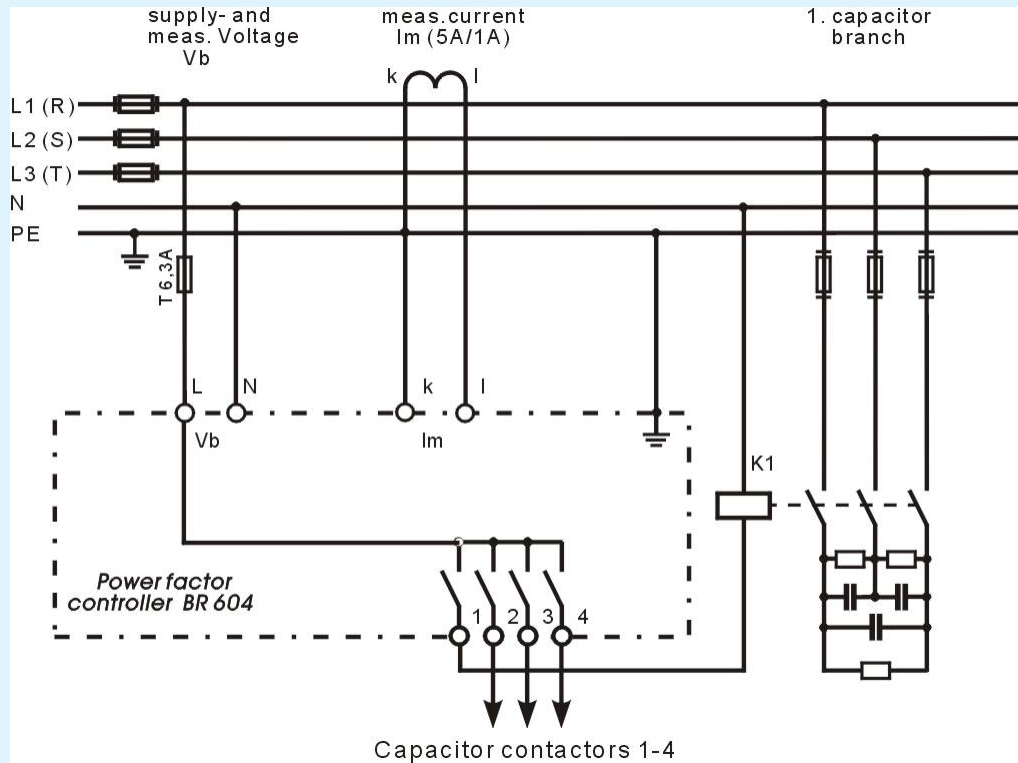 supply- and
meas. Voltage
Vb
meas.current
Im (5A/1A)
1. capacitor
branch
k
l
L1 (R)
L2 (S)
L3 (T)
N
PE
T 6,3A
L
N
k
l
Vb
Im
K1
Power factor
controller BR 604
1
2
3
4
Capacitor contactors 1-4